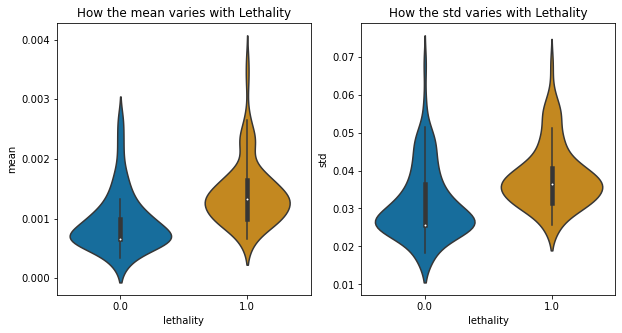 How the mean varies with Lethality
0.004
0.003
0.002
0.001
0.000
mean
0.0
1.0
lethality
How the std varies with Lethality
0.07
0.06
0.05
0.04
0.03
0.02
0.01
std
0.0
1.0
lethality